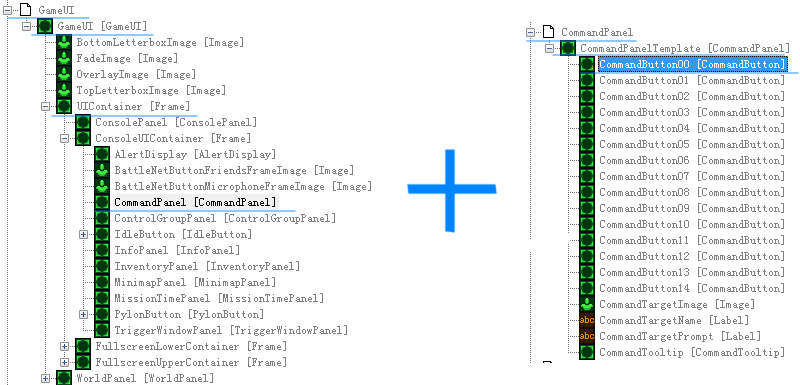 GameUI
GameUI [GameUI]
BottomLetterboxImage [Image]
FadeImage [Image]
OverlayImage [Image]
TopLetterboxImage [Image]
UIContainer [Frame]
ConsolePanel [ConsolePanel]
ConsoleUIContainer [Frame]
AlertDisplay [AlertDisplay]
BattleNetButtonFriendsFrameImage [Image]
BattleNetButtonMicrophoneFrameImage [Image]
CommandPanel [CommandPanel]
ControlGroupPanel [ControlGroupPanel]
IdleButton [IdleButton]
InfoPanel [InfoPanel]
InventoryPanel [InventoryPanel]
MinimapPanel [MinimapPanel]
MissionTimePanel [MissionTimePanel]
PylonButton [PylonButton]
TriggerWindowPanel [TriggerWindowPanel]
FullscreenLowerContainer [Frame]
FullscreenUpperContainer [Frame]
WorldPanel [WorldPanel]
CommandPanel
CommandPanelTemplate [CommandPanel]
CommandButton00 [CommandButton]
CommandButton01 [CommandButton]
CommandButton02 [CommandButton]
CommandButton03 [CommandButton]
CommandButton04 [CommandButton]
CommandButton05 [CommandButton]
CommandButton06 [CommandButton]
CommandButton07 [CommandButton]
CommandButton08 [CommandButton]
CommandButton09 [CommandButton]
CommandButton10 [CommandButton]
CommandButton11 [CommandButton]
CommandButton12 [CommandButton]
CommandButton13 [CommandButton]
CommandButton14 [CommandButton]
CommandTargetImage [Image]
abc CommandTargetName [Label]
abc CommandTargetPrompt [Label]
CommandTooltip [CommandTooltip]